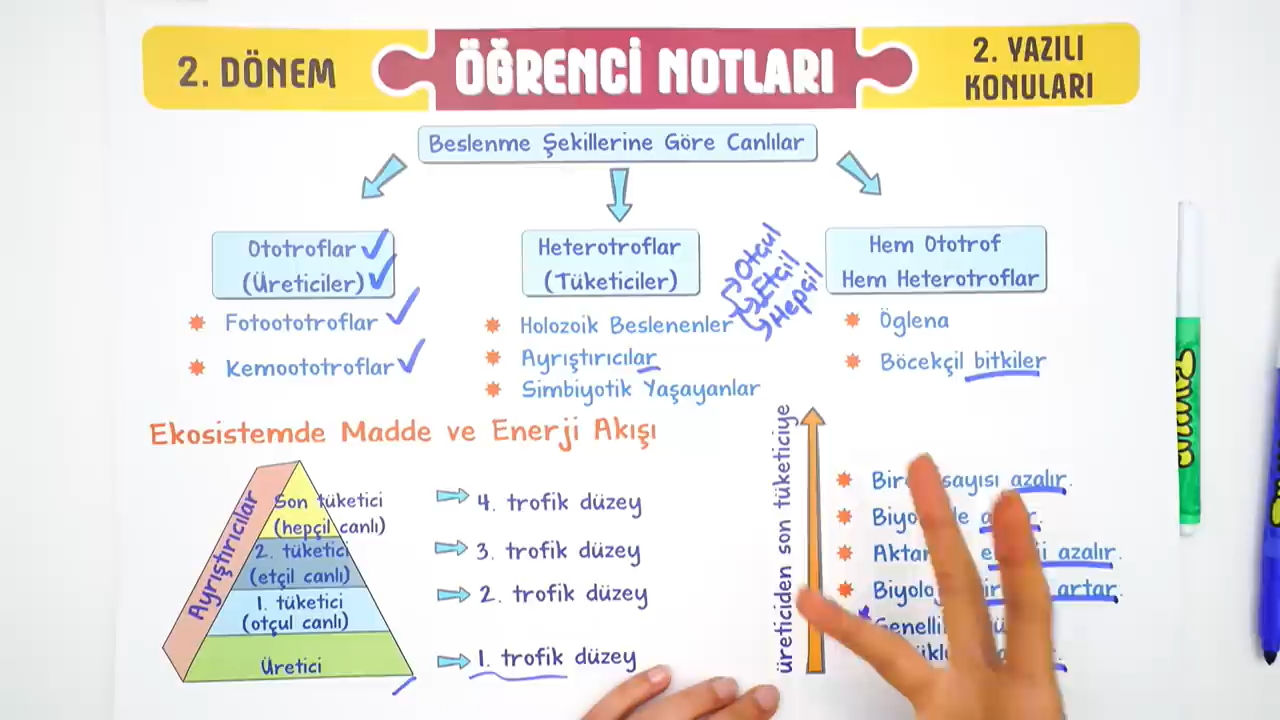 2. DÖNEM
ÖĞRENCİ NOTLARI
2. YAZILI
KONULARI
Beslenme Şekillerine Göre Canlılar
Ototroflar
(Üreticiler)
Fotoototroflar
Kemoototroflar
Heterotroflar
(Tüketiciler)
Holozoik Beslenenler
Ayrıştırıcılar
Simbiyotik Yaşayanlar
Otçul
Etçil
Hepçil
Hem Ototrof
Hem Heterotroflar
Öglena
Böcekçil bitkiler
Ekosistemde Madde ve Enerji Akışı
Ayrıştırıcılar
Son tüketici
(hepçil canlı)
2. tüketici
(etçil canlı)
1. tüketici
(otçul canlı)
Üretici
4. trofik düzey
3. trofik düzey
2. trofik düzey
1. trofik düzey
üreticiden son tüketiciye
sayısı azalır.
azalır.
artar.